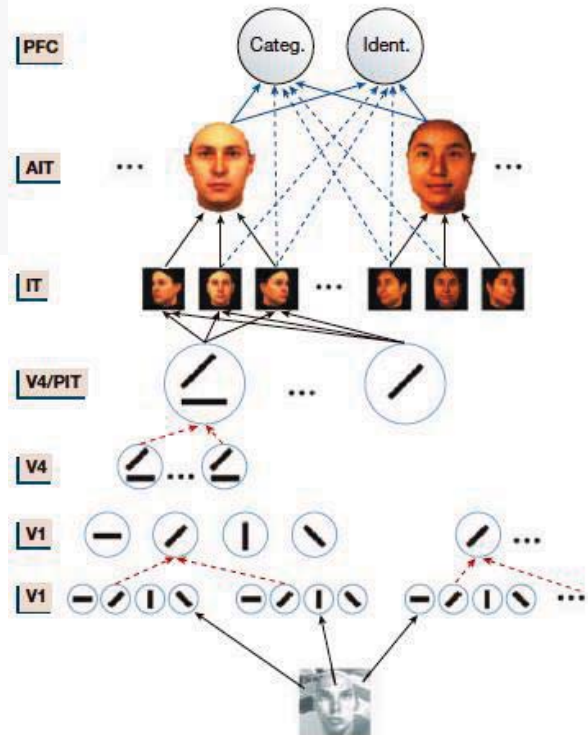 PFC
Categ.
Ident.
AIT
IT
V4/PIT
V4
V1
V1